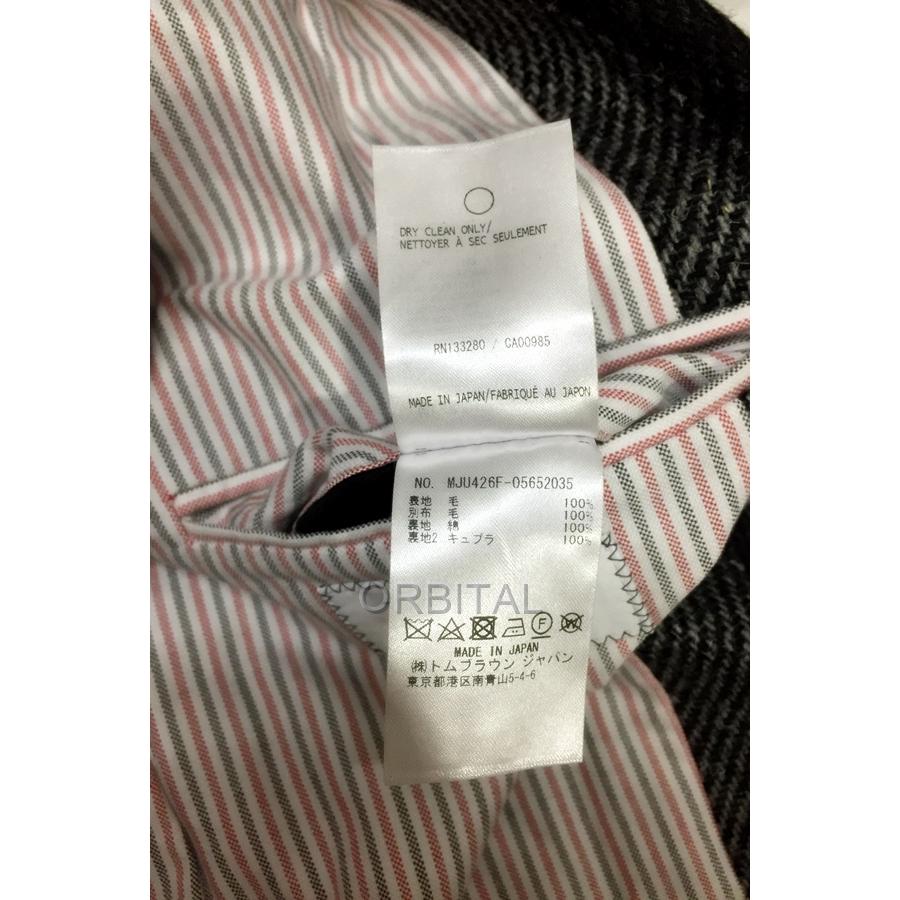 DRY CLEAN ONLY/
NETTOYER À SEC SEULEMENT
RN133280 / CA00985
MADE IN JAPAN/FABRIQUÉ AU JAPON
NO. MJU426F-05652035
表地 毛 100%
別布 毛 100%
裏地 綿 100%
裏地2 キュプラ 100%
ORBITAL
F
W
MADE IN JAPAN
(株)トムブラウン ジャパン
東京都港区南青山5-4-6